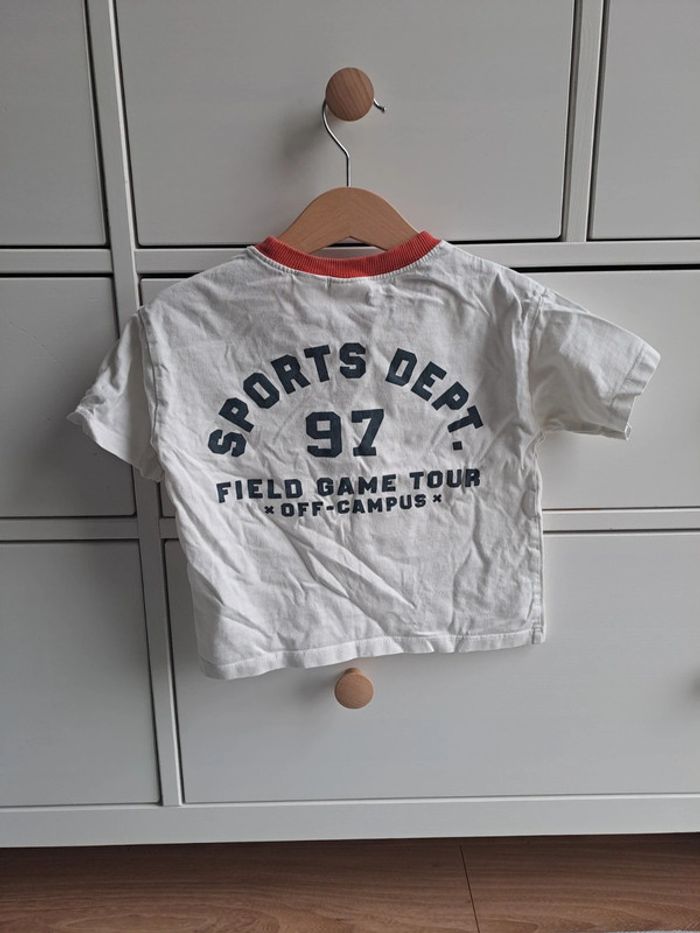 SPORTS DEPT.
97
FIELD GAME TOUR
× OFF-CAMPUS ×